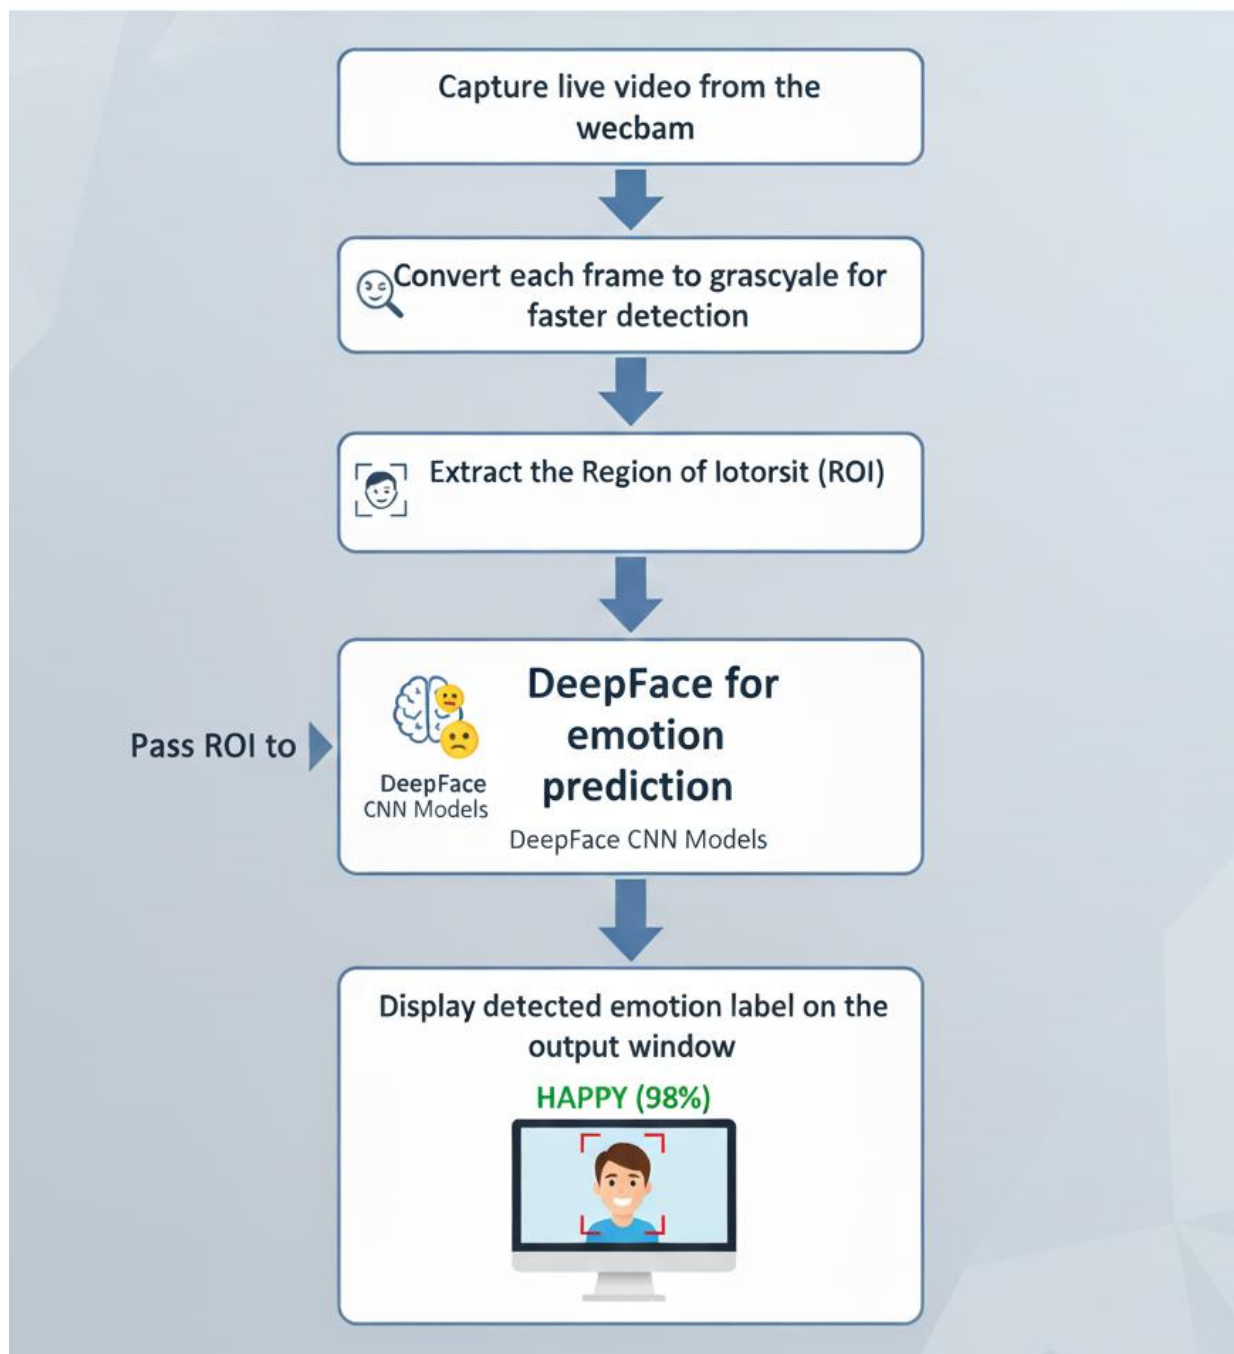 Capture live video from the
wecbam
Convert each frame to grascyale for
faster detection
Extract the Region of Iotorsit (ROI)
Pass ROI to
DeepFace
CNN Models
DeepFace for
emotion
prediction
DeepFace CNN Models
Display detected emotion label on the
output window
HAPPY (98%)